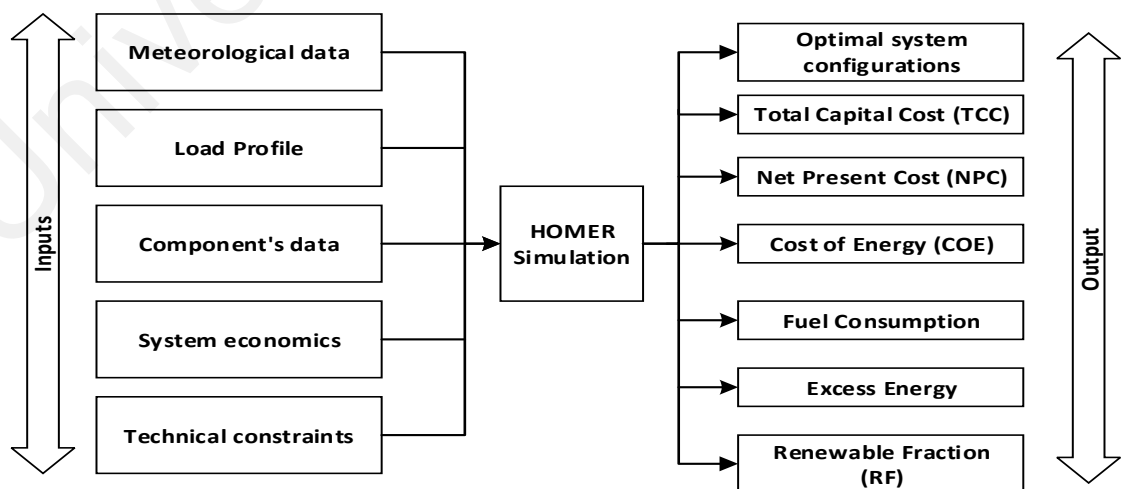 Inputs
Meteorological data
Load Profile
Component's data
System economics
Technical constraints
HOMER
Simulation
Optimal system
configurations
Total Capital Cost (TCC)
Net Present Cost (NPC)
Cost of Energy (COE)
Fuel Consumption
Excess Energy
Renewable Fraction
(RF)
Output